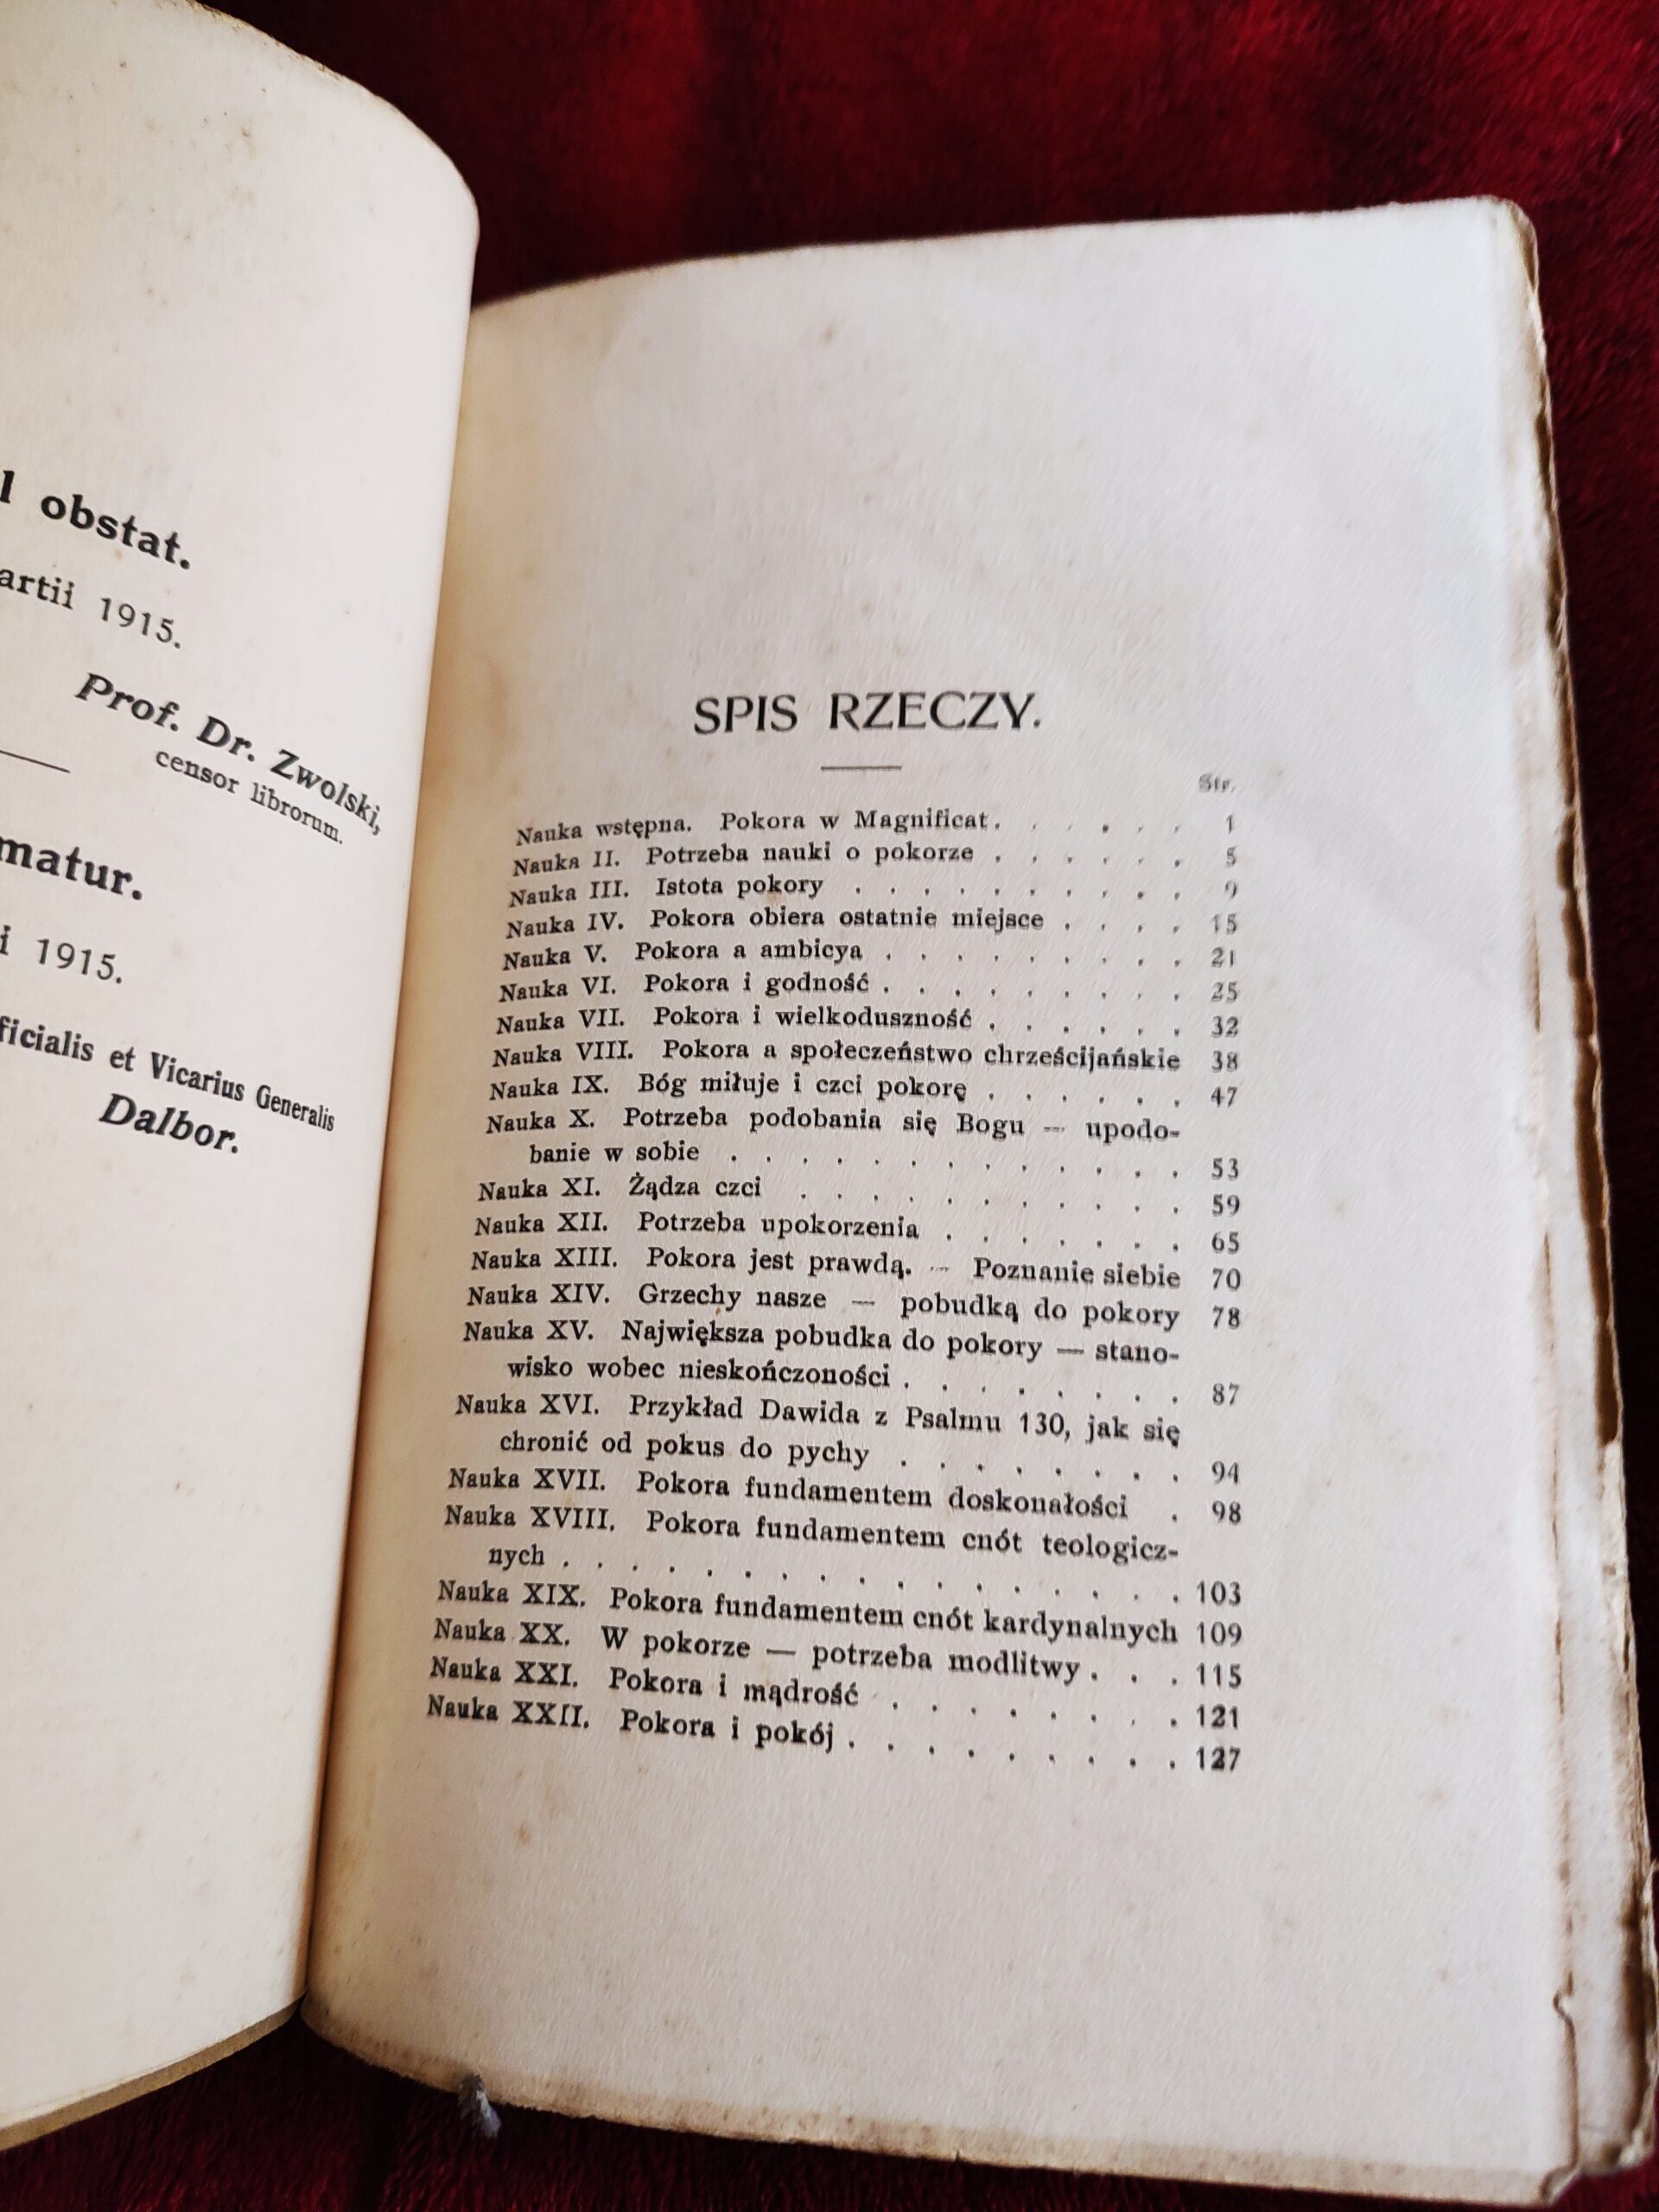 obstat.
1915.
Prof. Dr. Zwolski,
censor librorum.
1915.
et Vicarius Generalis
Dalbor.
SPIS RZECZY.
Str.
Nauka wstępna. Pokora w Magnificat. . . . . . 1
Nauka II. Potrzeba nauki o pokorze . . . . . . 5
Nauka III. Istota pokory . . . . . . . . . . 9
Nauka IV. Pokora obiera ostatnie miejsce . . . . 15
Nauka V. Pokora a ambicya . . . . . . . . . 21
Nauka VI. Pokora i godność . . . . . . . . . 25
Nauka VII. Pokora i wielkoduszność . . . . . . 32
Nauka VIII. Pokora a społeczeństwo chrześcijańskie 38
Nauka IX. Bóg miłuje i czci pokorę . . . . . . 47
Nauka X. Potrzeba podobania się Bogu — upodo-
banie w sobie . . . . . . . . . . . . . 53
Nauka XI. Żądza czci . . . . . . . . . . . 59
Nauka XII. Potrzeba upokorzenia . . . . . . . 65
Nauka XIII. Pokora jest prawdą. — Poznanie siebie 70
Nauka XIV. Grzechy nasze — pobudką do pokory 78
Nauka XV. Największa pobudka do pokory — stano-
wisko wobec nieskończoności . . . . . . . . 87
Nauka XVI. Przykład Dawida z Psalmu 130, jak się
chronić od pokus do pychy . . . . . . . . 94
Nauka XVII. Pokora fundamentem doskonałości . 98
Nauka XVIII. Pokora fundamentem cnót teologicz-
nych . . . . . . . . . . . . . . . . . 103
Nauka XIX. Pokora fundamentem cnót kardynalnych 109
Nauka XX. W pokorze — potrzeba modlitwy . . . 115
Nauka XXI. Pokora i mądrość . . . . . . . . 121
Nauka XXII. Pokora i pokój . . . . . . . . . 127